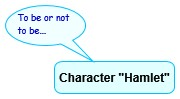 To be or not
to be...
Character "Hamlet"